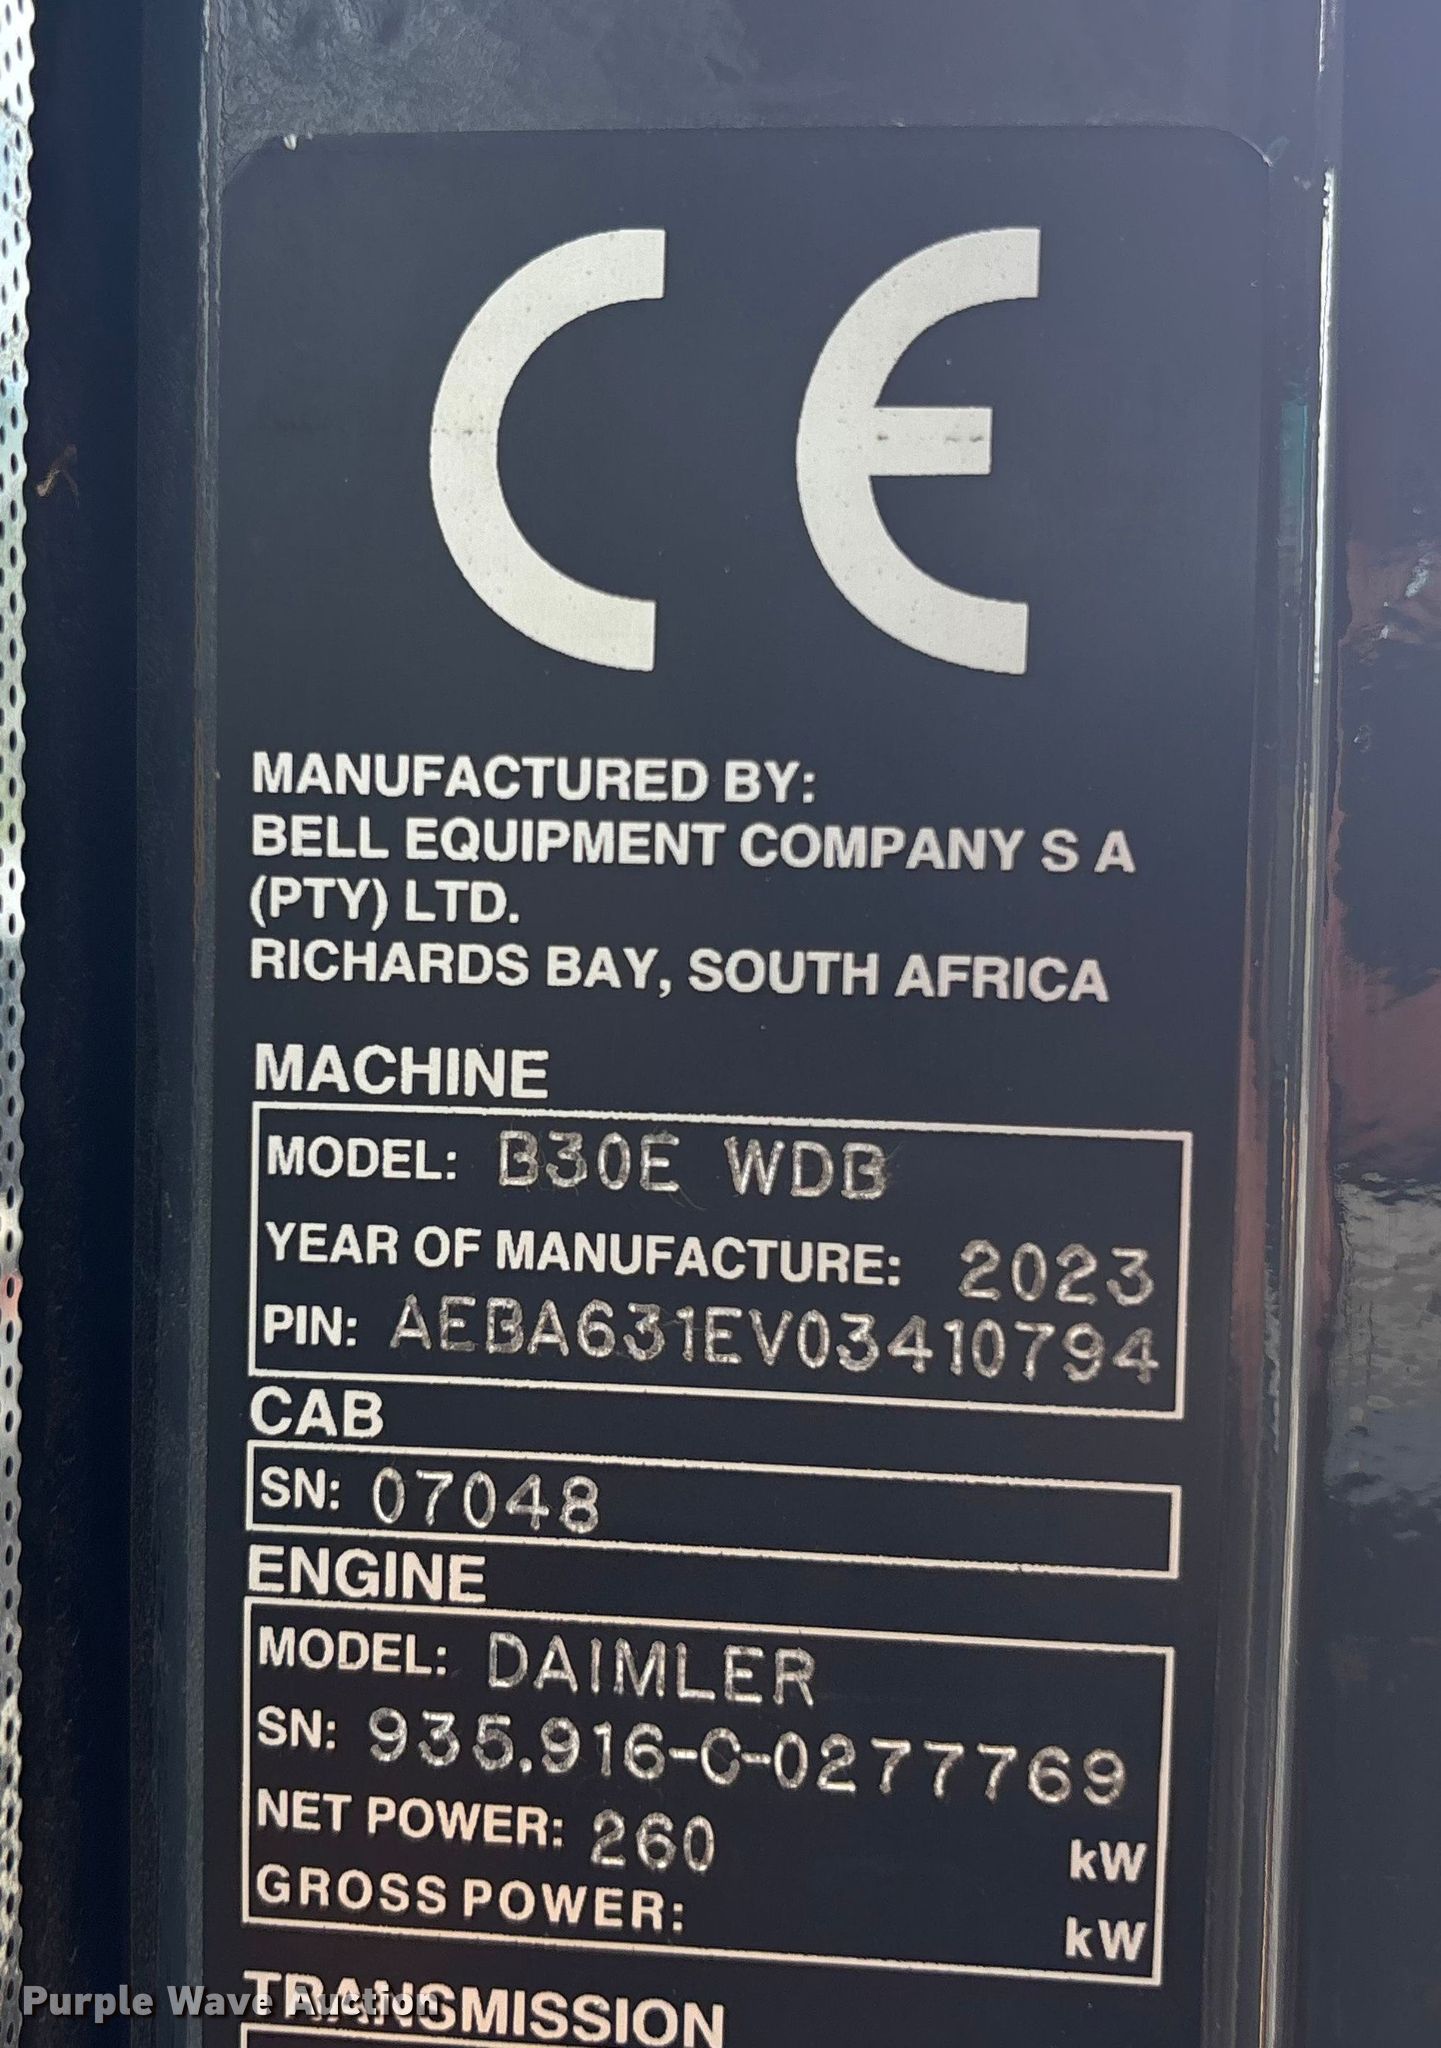 CE
MANUFACTURED BY:
BELL EQUIPMENT COMPANY S A
(PTY) LTD.
RICHARDS BAY, SOUTH AFRICA
MACHINE
MODEL: B30E WDB
YEAR OF MANUFACTURE: 2023
PIN: AEBA631EV03410794
CAB
SN: 07048
ENGINE
MODEL: DAIMLER
SN: 935.916-C-0277769
NET POWER: 260 kW
GROSS POWER: kW
TRANSMISSION
Purple Wave Auction